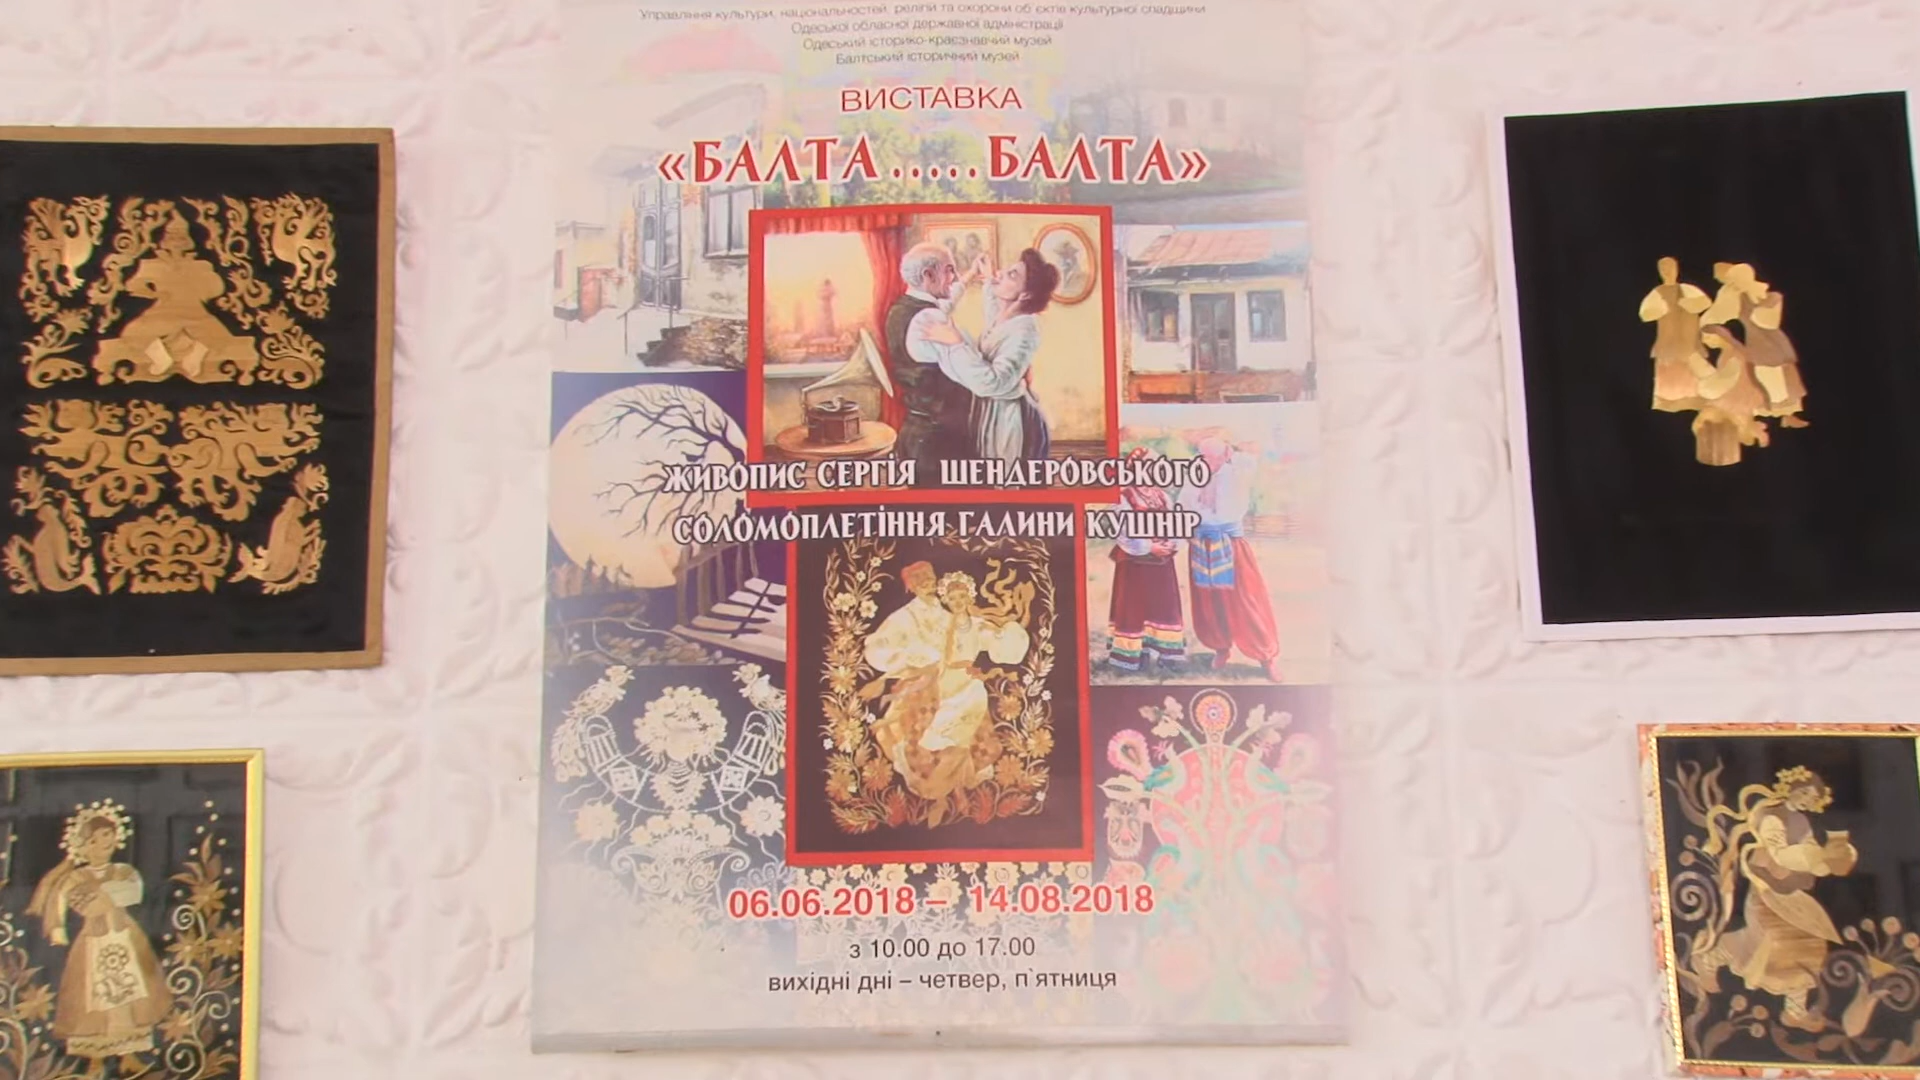 Управління культури, національностей, релігій та охорони об`єктів культурної спадщини
Одеської обласної державної адміністрації
Одеський історико-краєзнавчий музей
Балтський історичний музей
ВИСТАВКА
«БАЛТА.....БАЛТА»
ЖИВОПИС СЕРГІЯ ШЕНДЕРОВСЬКОГО
СОЛОМОПЛЕТІННЯ ГАЛИНИ КУШНІР
06.06.2018 – 14.08.2018
з 10.00 до 17.00
вихідні дні – четвер, п`ятниця